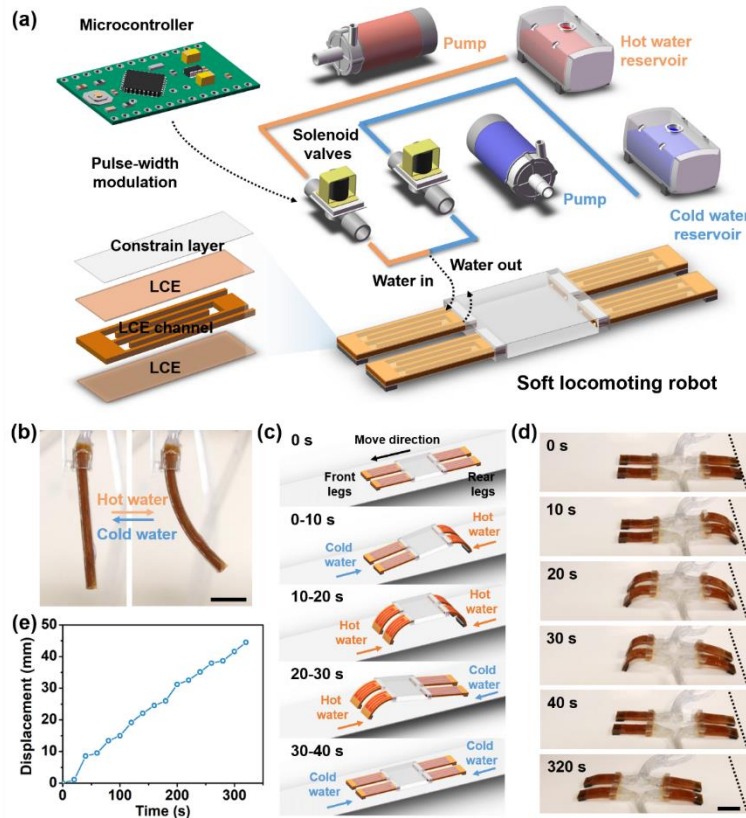 (a)
Microcontroller
Pump
Hot water
reservoir
Solenoid
valves
Pulse-width
modulation
Pump
Cold water
reservoir
Constrain layer
LCE
LCE channel
LCE
Water in
Water out
Soft locomoting robot
(b)
Hot water
Cold water
(c)
0 s
Move direction
Front
legs
Rear
legs
0-10 s
Hot
water
Cold
water
10-20 s
Hot
water
Hot
water
20-30 s
Cold
water
Hot
water
30-40 s
Cold
water
Cold
water
(d)
0 s
10 s
20 s
30 s
40 s
320 s
(e)
Displacement (mm)
50
40
30
20
10
0
0
100
200
300
Time (s)